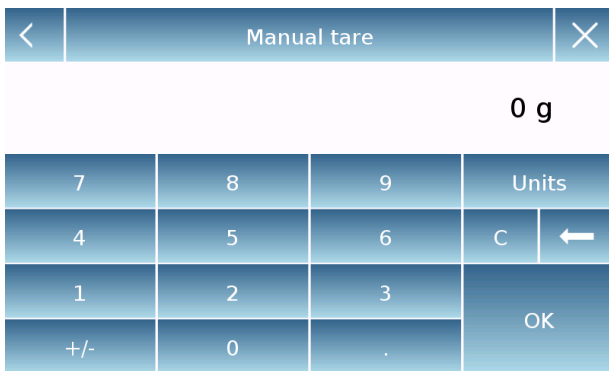 Manual tare
0 g
7 8 9 Units
4 5 6 C
1 2 3
OK
+/- 0 .